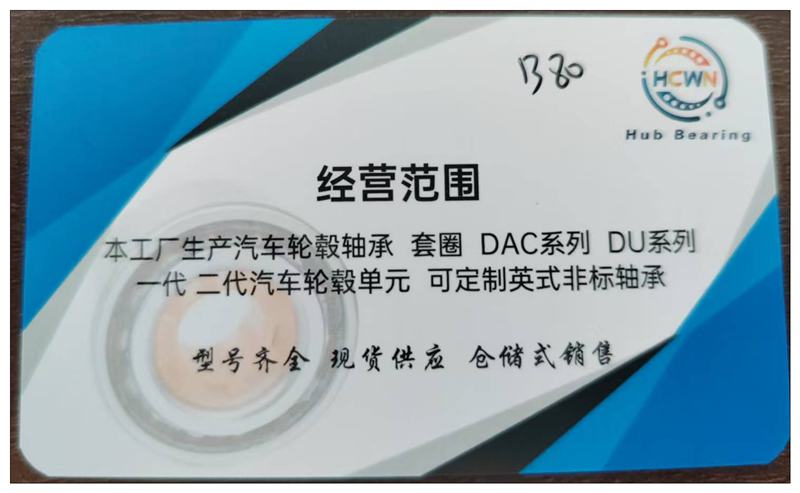 B80
HCWN
Hub Bearing
经营范围
本工厂生产汽车轮毂轴承 套圈 DAC系列 DU系列
一代 二代汽车轮毂单元 可定制英式非标轴承
型号齐全 现货供应 仓储式销售